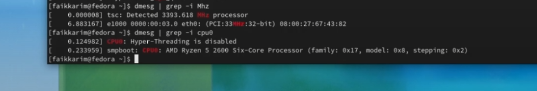 [faikkarim@fedora ~]$ dmesg | grep -i Mhz
[    0.000008] tsc: Detected 3393.618 MHz processor
[    6.883167] e1000 0000:00:03.0 eth0: (PCI:33MHz:32-bit) 08:00:27:67:43:82
[faikkarim@fedora ~]$ dmesg | grep -i cpu0
[    0.124982] CPU0: Hyper-Threading is disabled
[    0.233959] smpboot: CPU0: AMD Ryzen 5 2600 Six-Core Processor (family: 0x17, model: 0x8, stepping: 0x2)
[faikkarim@fedora ~]$